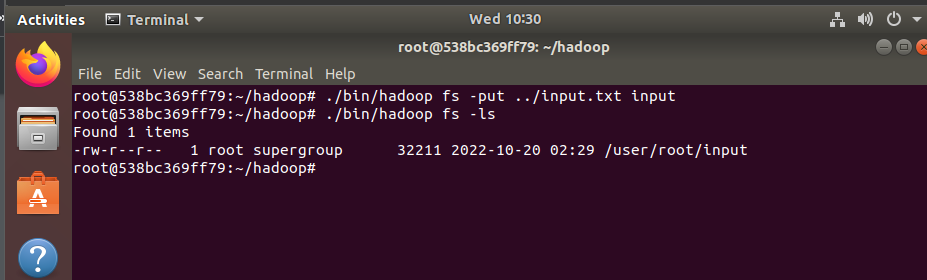 Activities Terminal Wed 10:30
root@538bc369ff79: ~/hadoop
File Edit View Search Terminal Help
root@538bc369ff79:~/hadoop# ./bin/hadoop fs -put ../input.txt input
root@538bc369ff79:~/hadoop# ./bin/hadoop fs -ls
Found 1 items
-rw-r--r--   1 root supergroup      32211 2022-10-20 02:29 /user/root/input
root@538bc369ff79:~/hadoop#